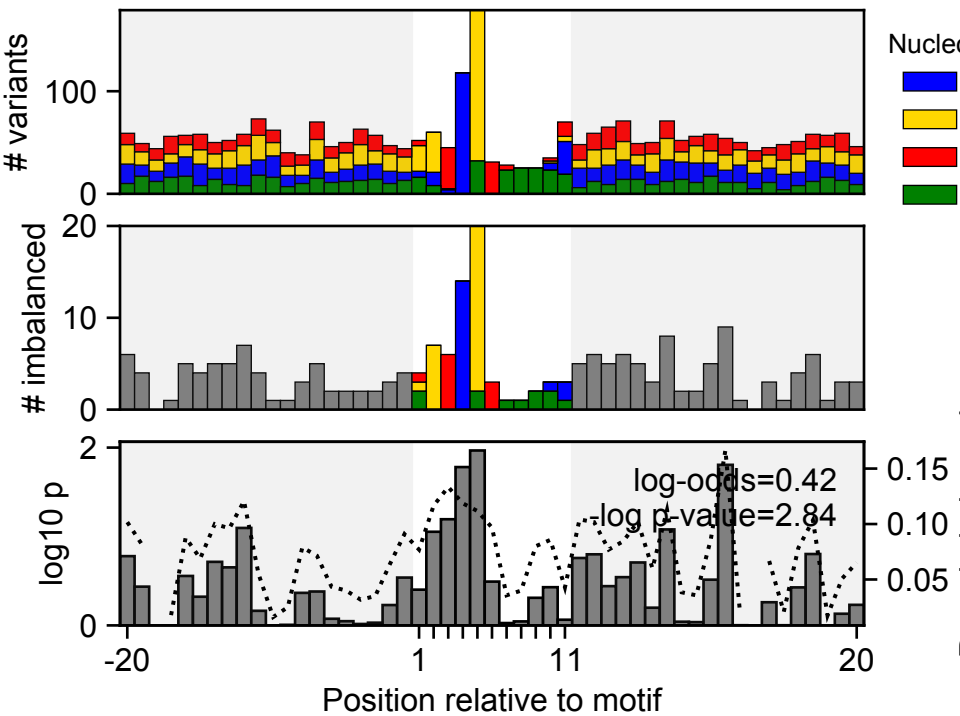 # variants
100
0
Nucleo
# imbalanced
20
10
0
log10 p
2
0
log-odds=0.42
-log p-value=2.84
0.15
0.10
0.05
-20
1
11
20
Position relative to motif